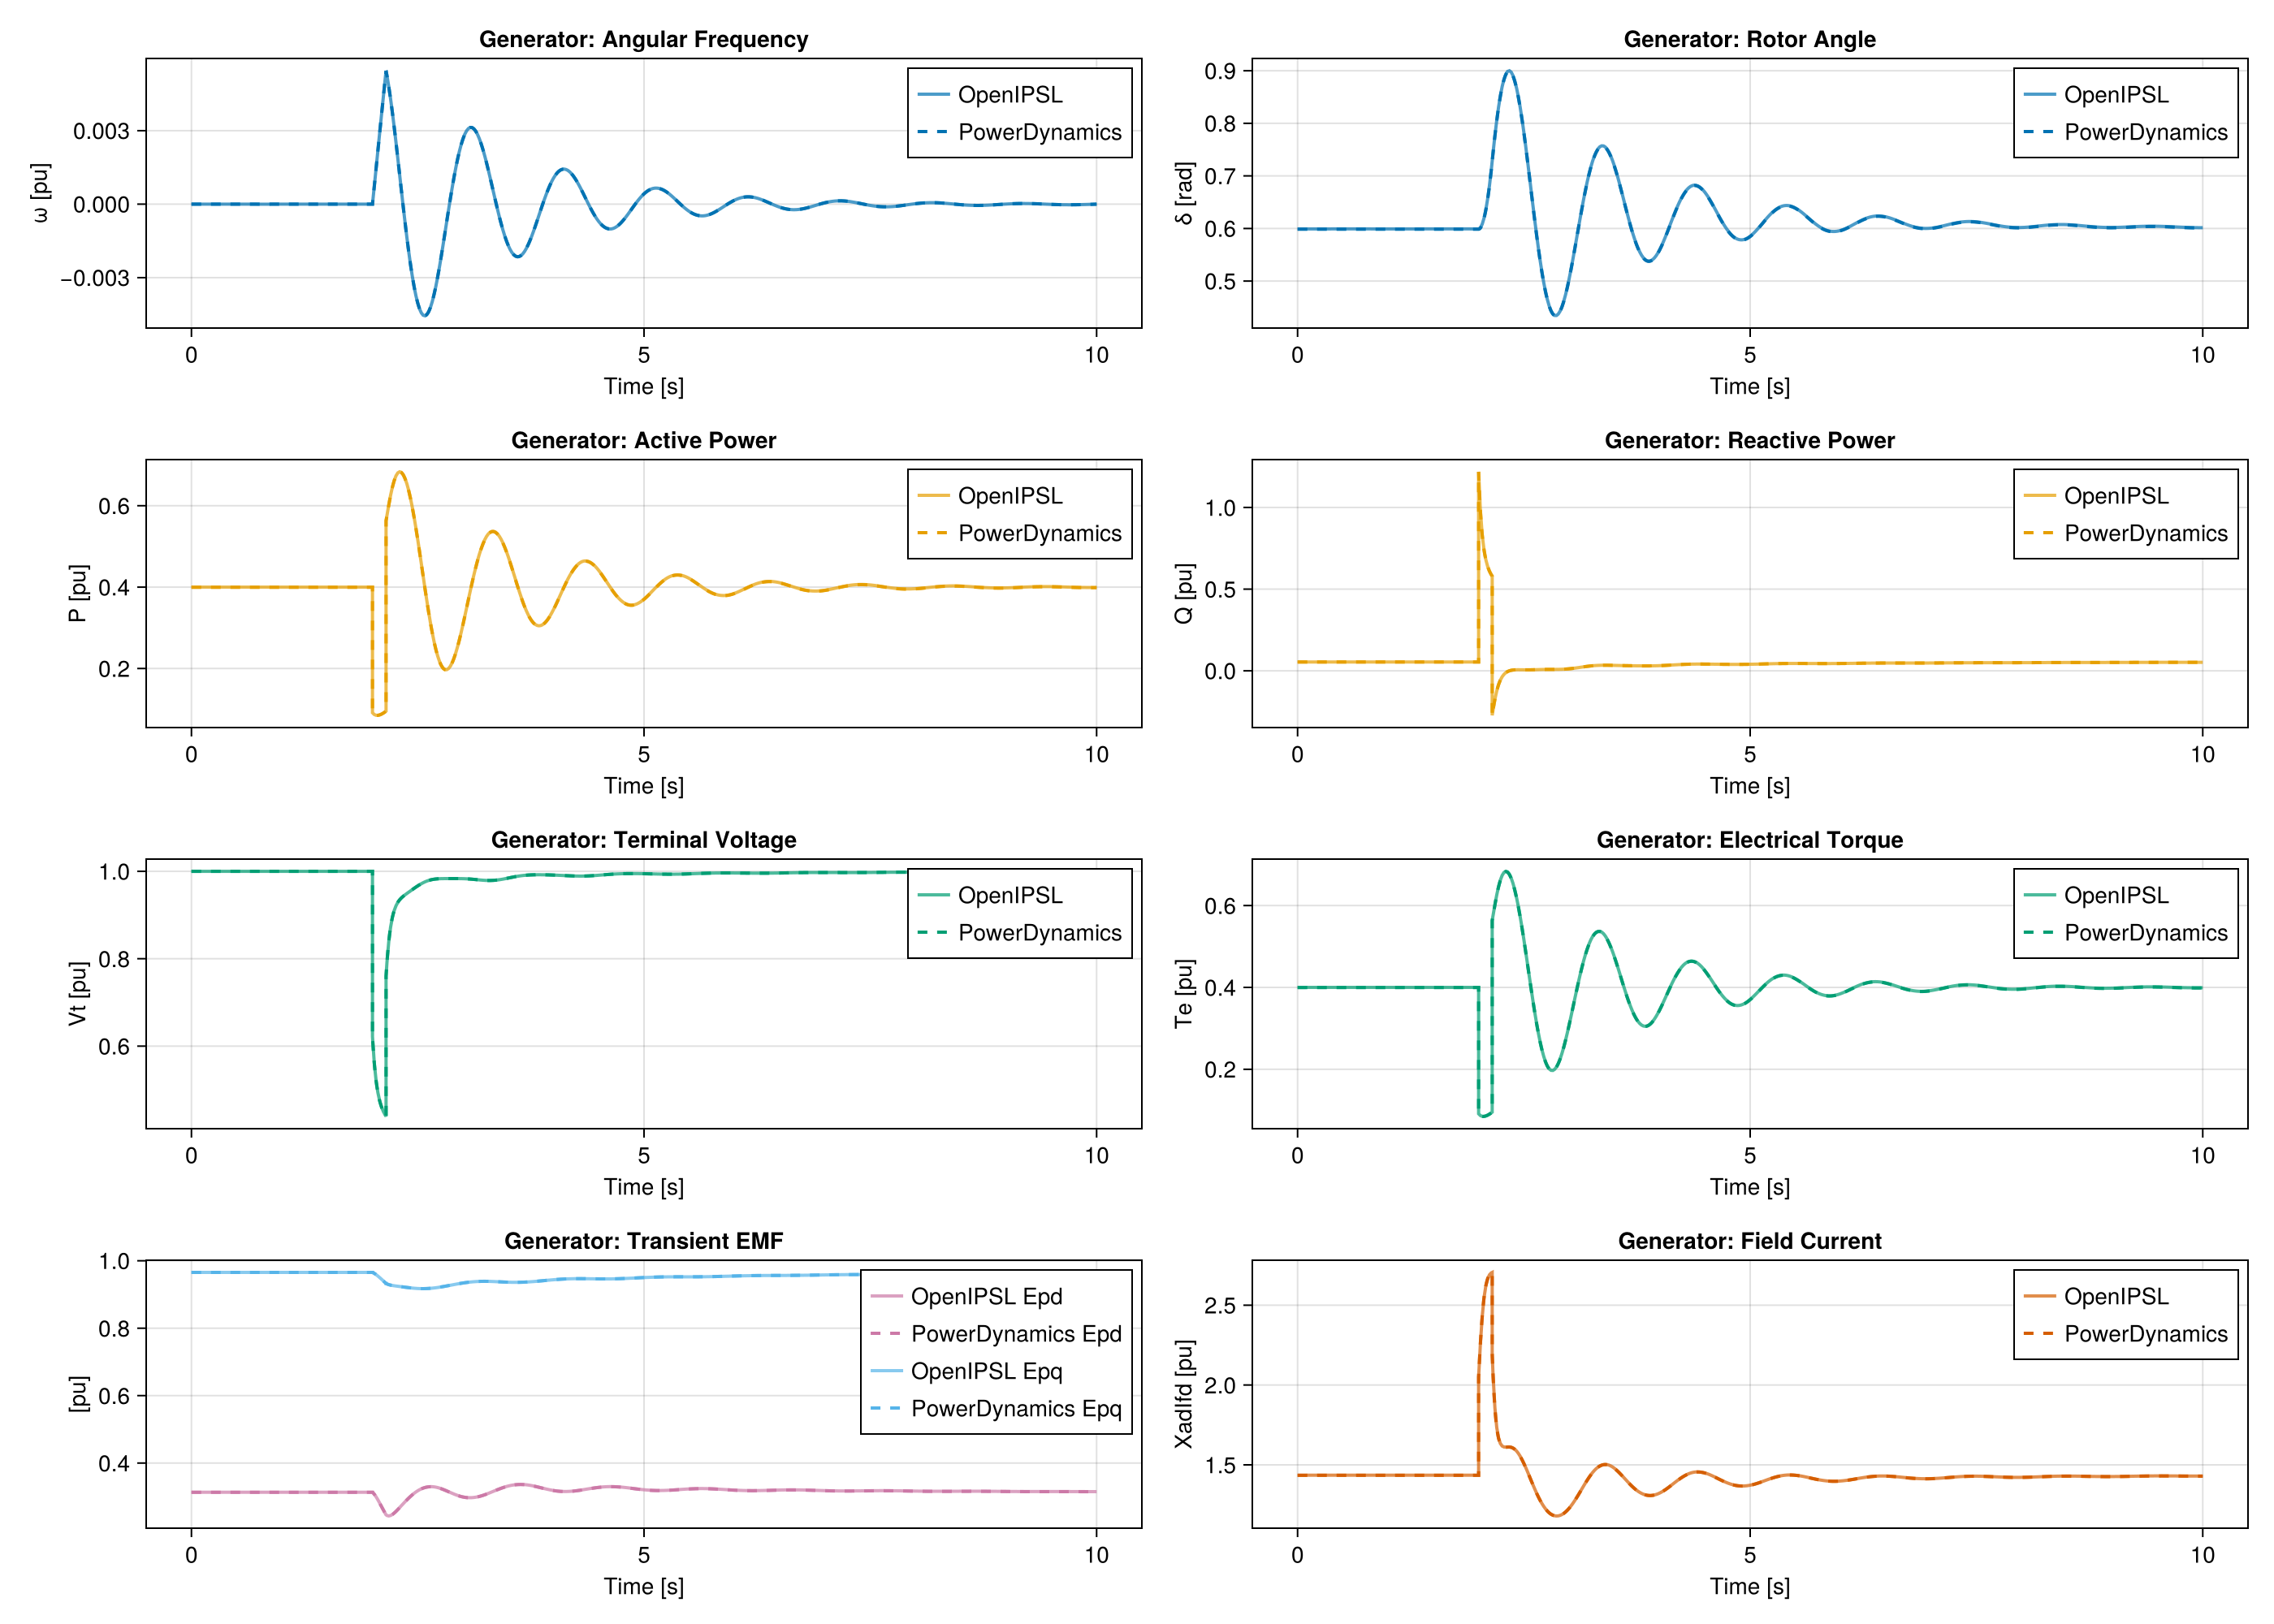 Generator: Angular Frequency
ω [pu]
0.003
0.000
−0.003
OpenIPSL
PowerDynamics
0 5 10
Time [s]
Generator: Rotor Angle
δ [rad]
0.9
0.8
0.7
0.6
0.5
OpenIPSL
PowerDynamics
0 5 10
Time [s]
Generator: Active Power
P [pu]
0.6
0.4
0.2
OpenIPSL
PowerDynamics
0 5 10
Time [s]
Generator: Reactive Power
Q [pu]
1.0
0.5
0.0
OpenIPSL
PowerDynamics
0 5 10
Time [s]
Generator: Terminal Voltage
Vt [pu]
1.0
0.8
0.6
OpenIPSL
PowerDynamics
0 5 10
Time [s]
Generator: Electrical Torque
Te [pu]
0.6
0.4
0.2
OpenIPSL
PowerDynamics
0 5 10
Time [s]
Generator: Transient EMF
[pu]
1.0
0.8
0.6
0.4
OpenIPSL Epd
PowerDynamics Epd
OpenIPSL Epq
PowerDynamics Epq
0 5 10
Time [s]
Generator: Field Current
XadIfd [pu]
2.5
2.0
1.5
OpenIPSL
PowerDynamics
0 5 10
Time [s]